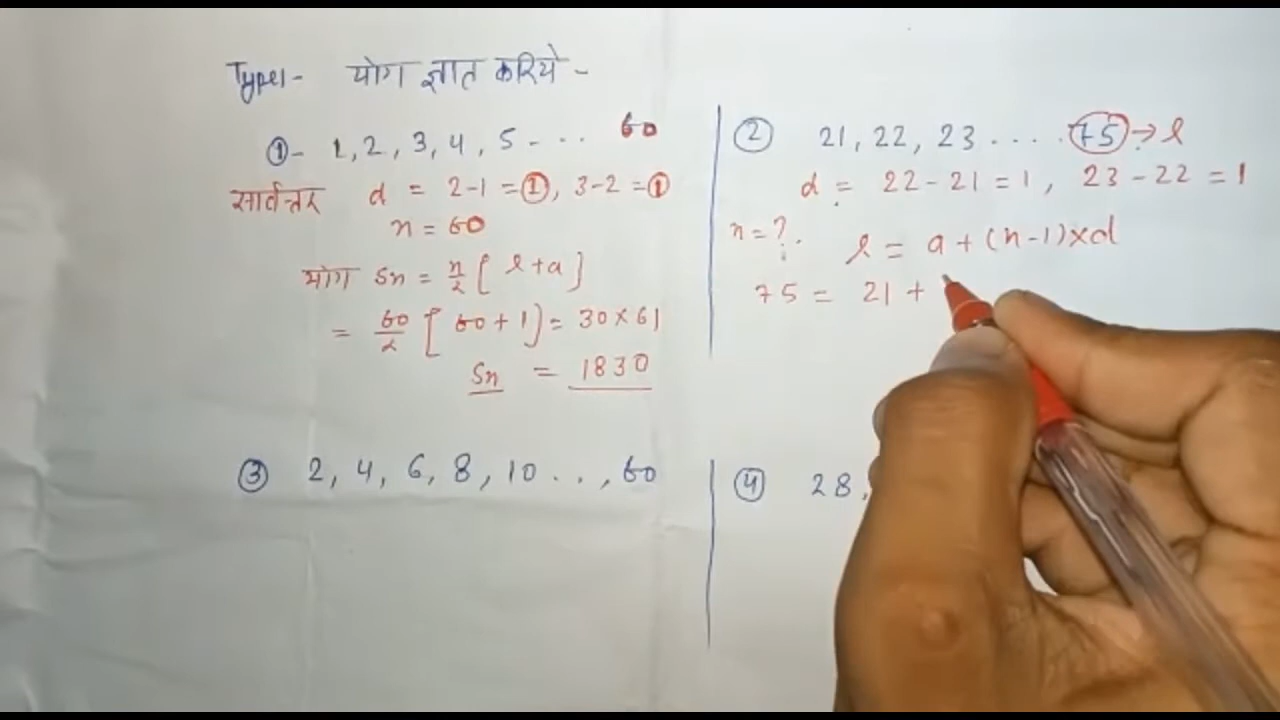 Type1- योग ज्ञात करिये -
①- 1, 2, 3, 4, 5 - ... 60
सार्वन्तर d = 2-1 = ①, 3-2 = ①
n = 60
योग Sn = n/2 [ l + a ]
= 60/2 [ 60 + 1 ] = 30 × 61
Sn = 1830
② 21, 22, 23 ..... 75 → l
d = 22 - 21 = 1, 23 - 22 = 1
n = ? . l = a + (n-1)×d
75 = 21 +
③ 2, 4, 6, 8, 10 . . , 60
④ 28,